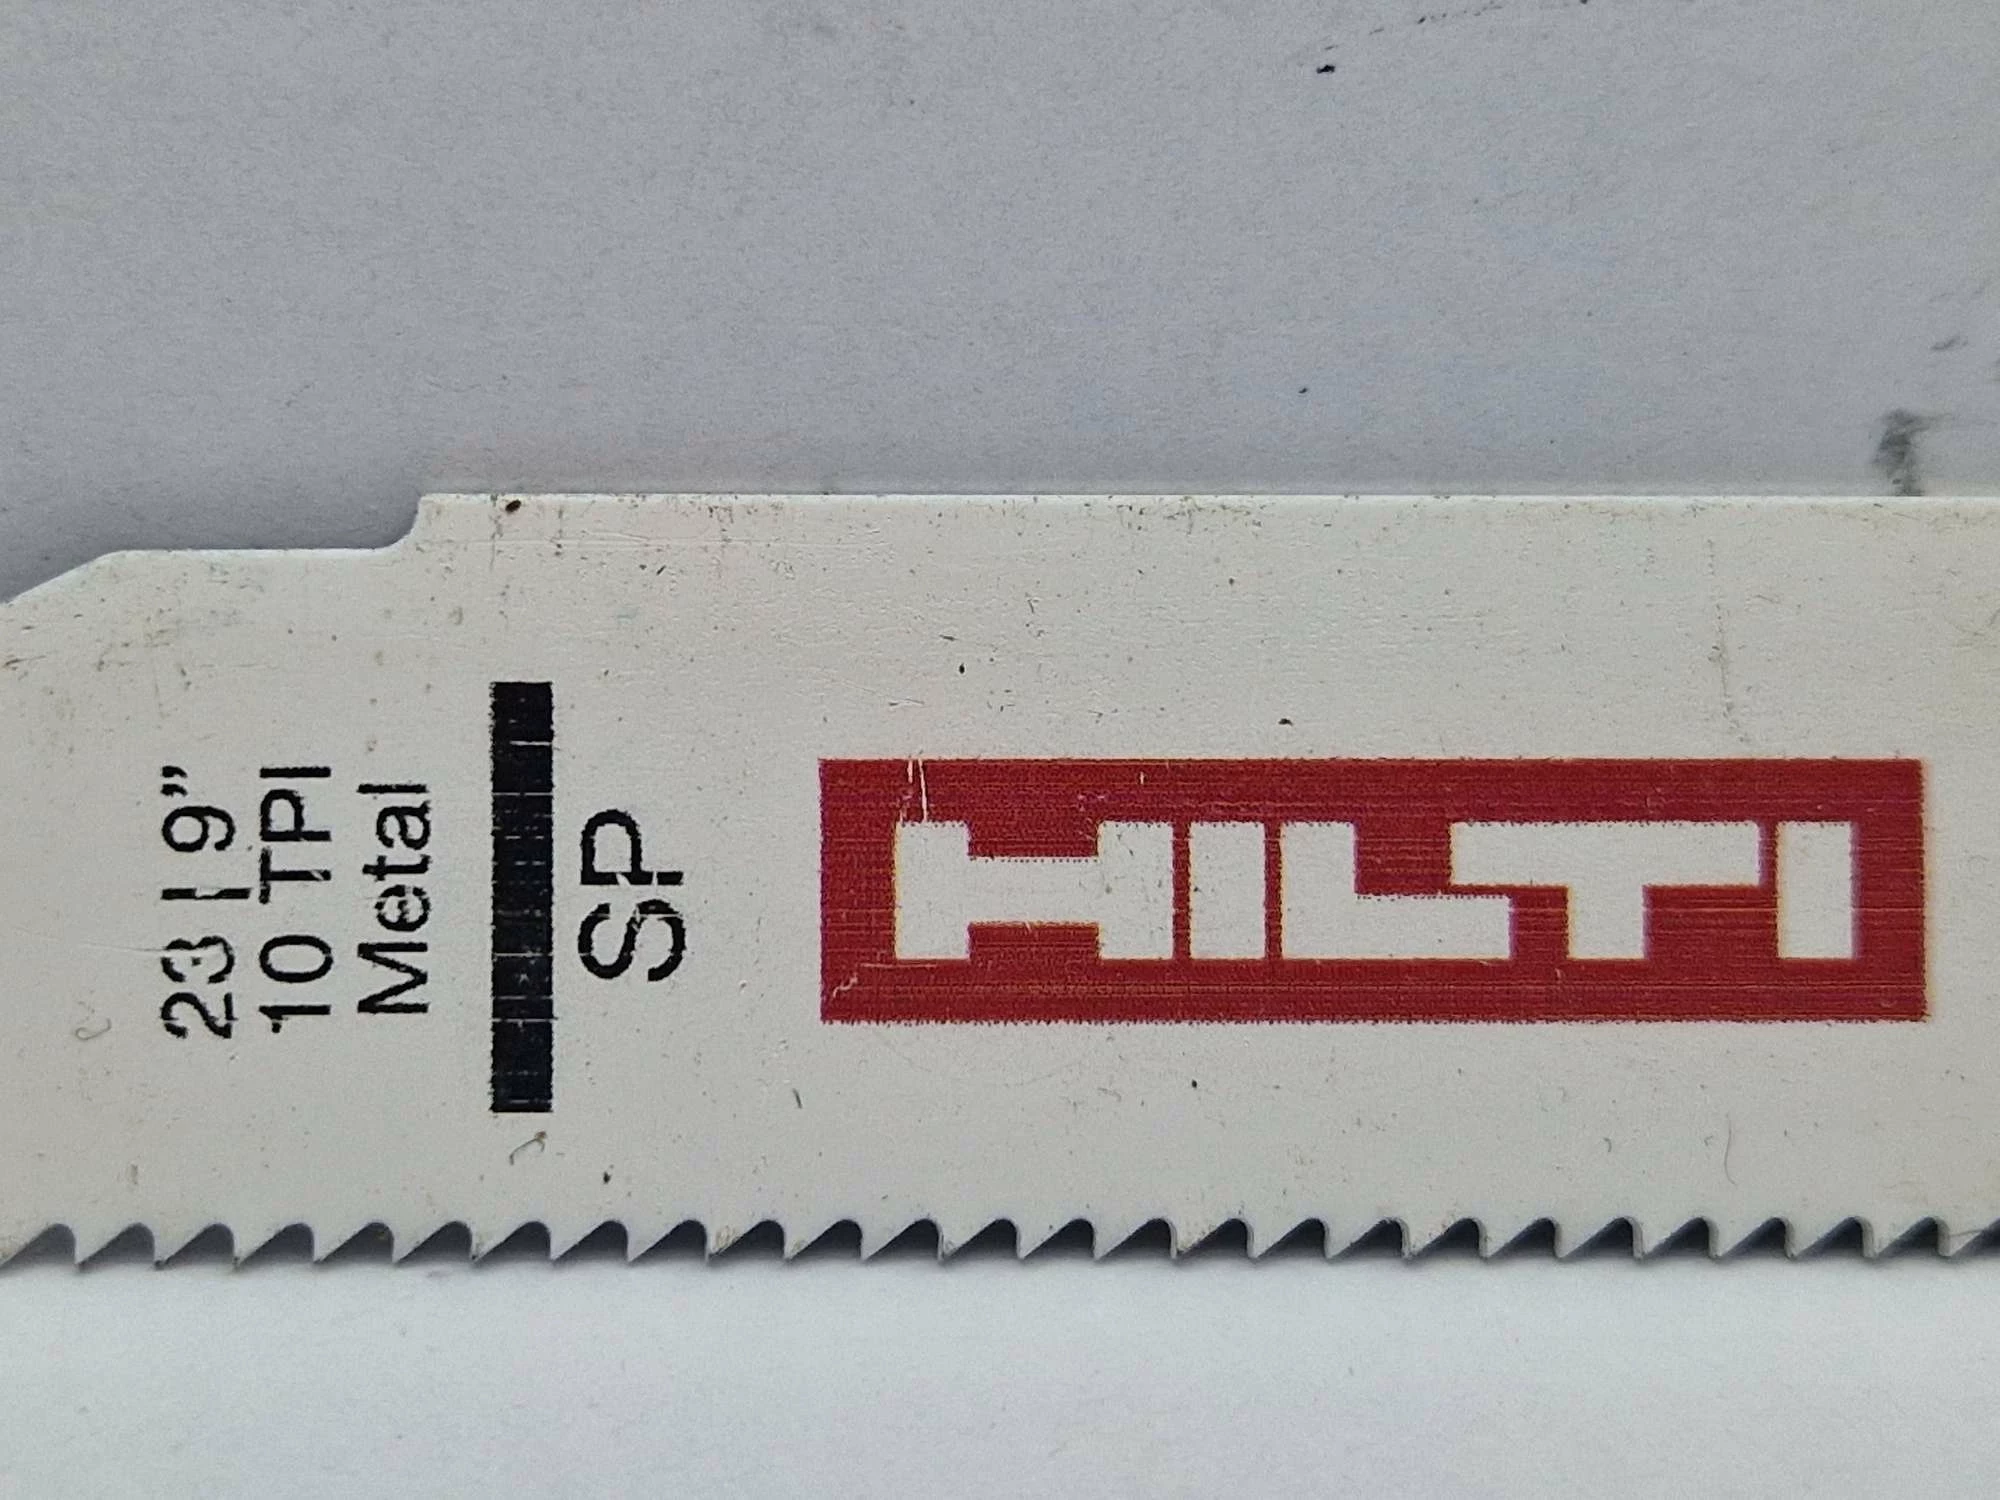 23 | 9”
10 TPI
Metal
SP
HILTI